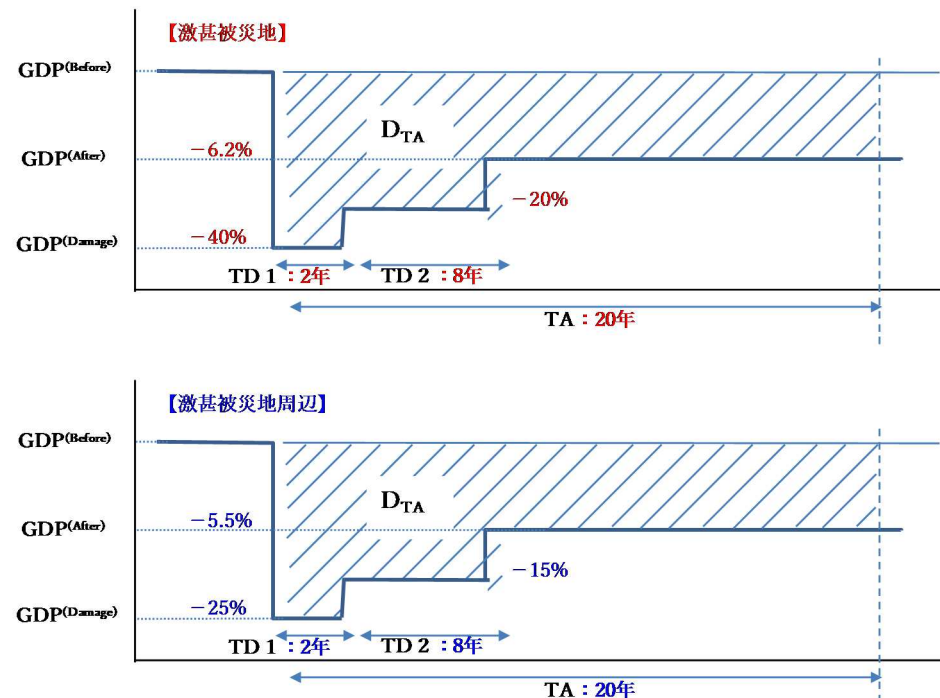 【激甚被災地】
GDP(Before)
DTA
GDP(After)
−6.2%
−20%
GDP(Damage)
−40%
TD 1 ：2年
TD 2 ：8年
TA：20年
【激甚被災地周辺】
GDP(Before)
DTA
GDP(After)
−5.5%
−15%
GDP(Damage)
−25%
TD 1 ：2年
TD 2 ：8年
TA：20年